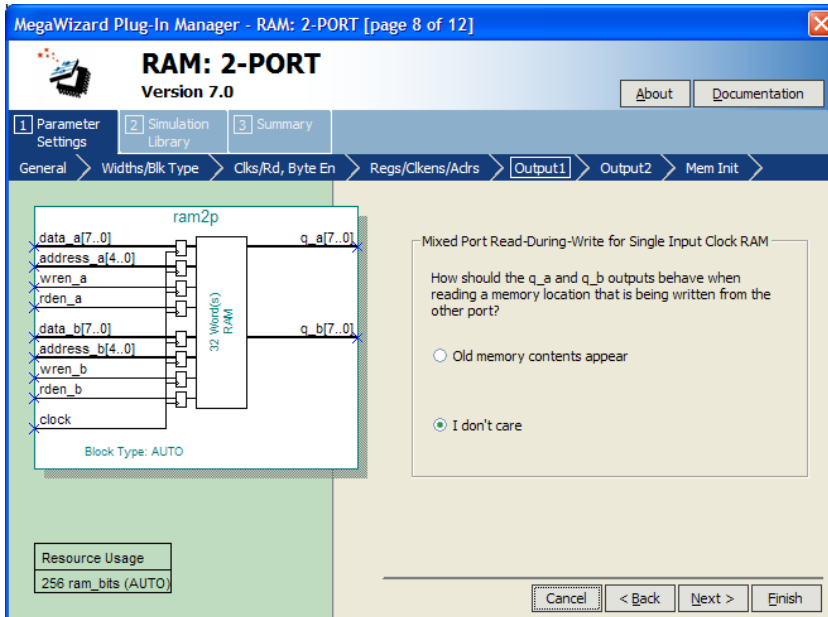 MegaWizard Plug-In Manager - RAM: 2-PORT [page 8 of 12]
RAM: 2-PORT
Version 7.0
About
Documentation
1 Parameter Settings
2 Simulation Library
3 Summary
General
Widths/Blk Type
Clks/Rd, Byte En
Regs/Clkens/Aclrs
Output1
Output2
Mem Init
ram2p
data_a[7..0]
address_a[4..0]
wren_a
rden_a
data_b[7..0]
address_b[4..0]
wren_b
rden_b
clock
32 Word(s)
RAM
q_a[7..0]
q_b[7..0]
Block Type: AUTO
Resource Usage
256 ram_bits (AUTO)
Mixed Port Read-During-Write for Single Input Clock RAM
How should the q_a and q_b outputs behave when
reading a memory location that is being written from the
other port?
Old memory contents appear
I don't care
Cancel
< Back
Next >
Finish